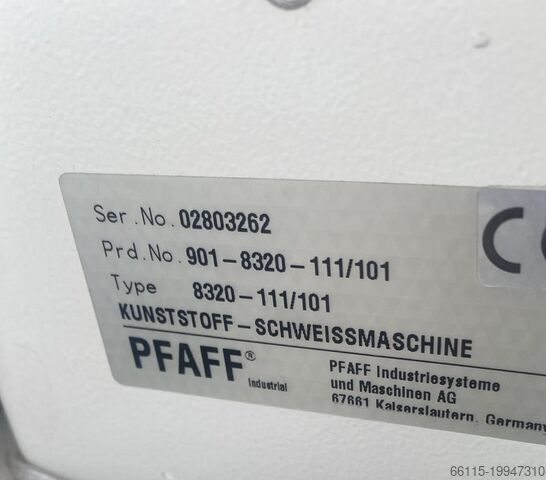 Ser.No. 02803262
Prd.No. 901-8320-111/101
Type 8320-111/101
KUNSTSTOFF-SCHWEISSMASCHINE
PFAFF® Industrial
PFAFF Industriesysteme
und Maschinen AG
67661 Kaiserslautern, Germany
CE
66115-19947310